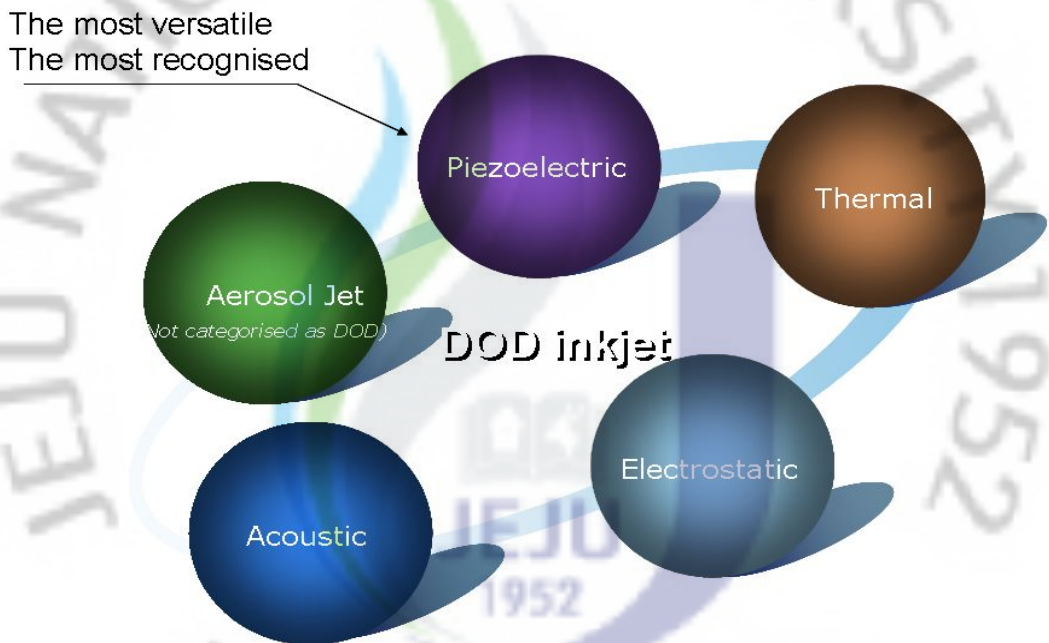 The most versatile
The most recognised
Piezoelectric
Thermal
Aerosol Jet
(Not categorised as DOD)
DOD inkjet
Electrostatic
Acoustic
JEJU
1952